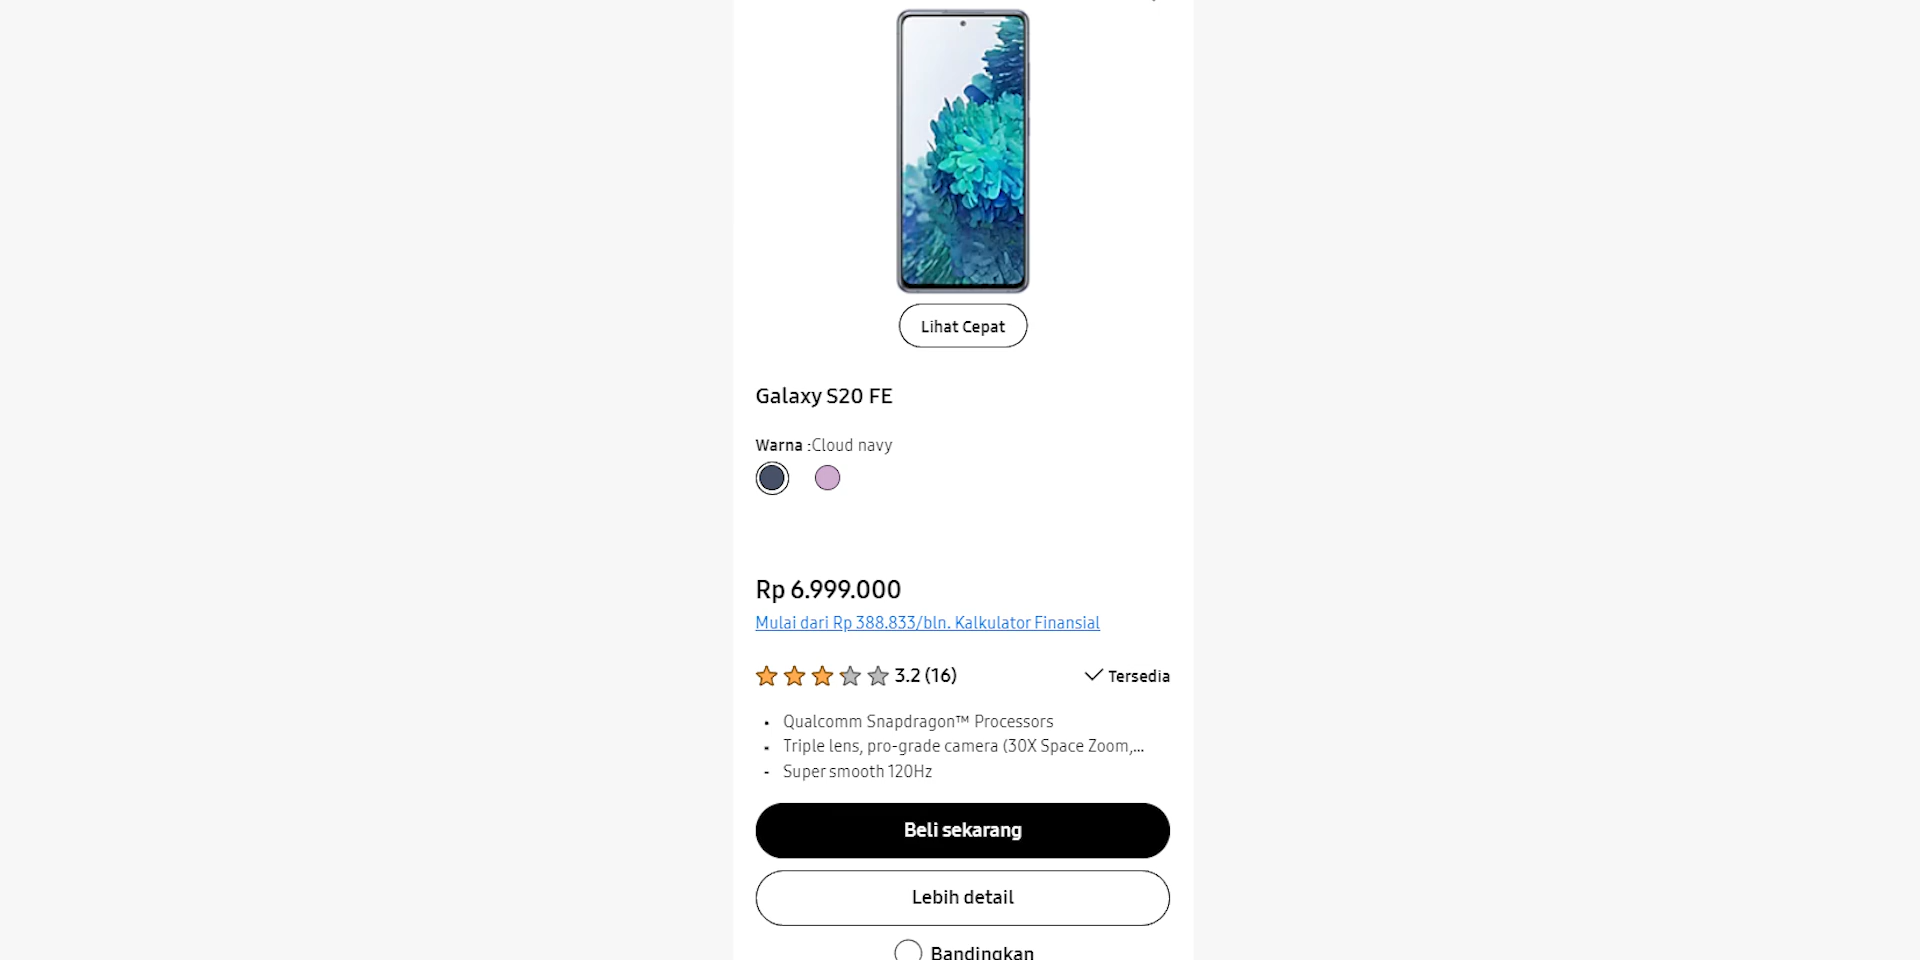 Lihat Cepat
Galaxy S20 FE
Warna :Cloud navy
Rp 6.999.000
Mulai dari Rp 388.833/bln. Kalkulator Finansial
3.2 (16)
Tersedia
Qualcomm Snapdragon™ Processors
Triple lens, pro-grade camera (30X Space Zoom,...
Super smooth 120Hz
Beli sekarang
Lebih detail
Bandingkan